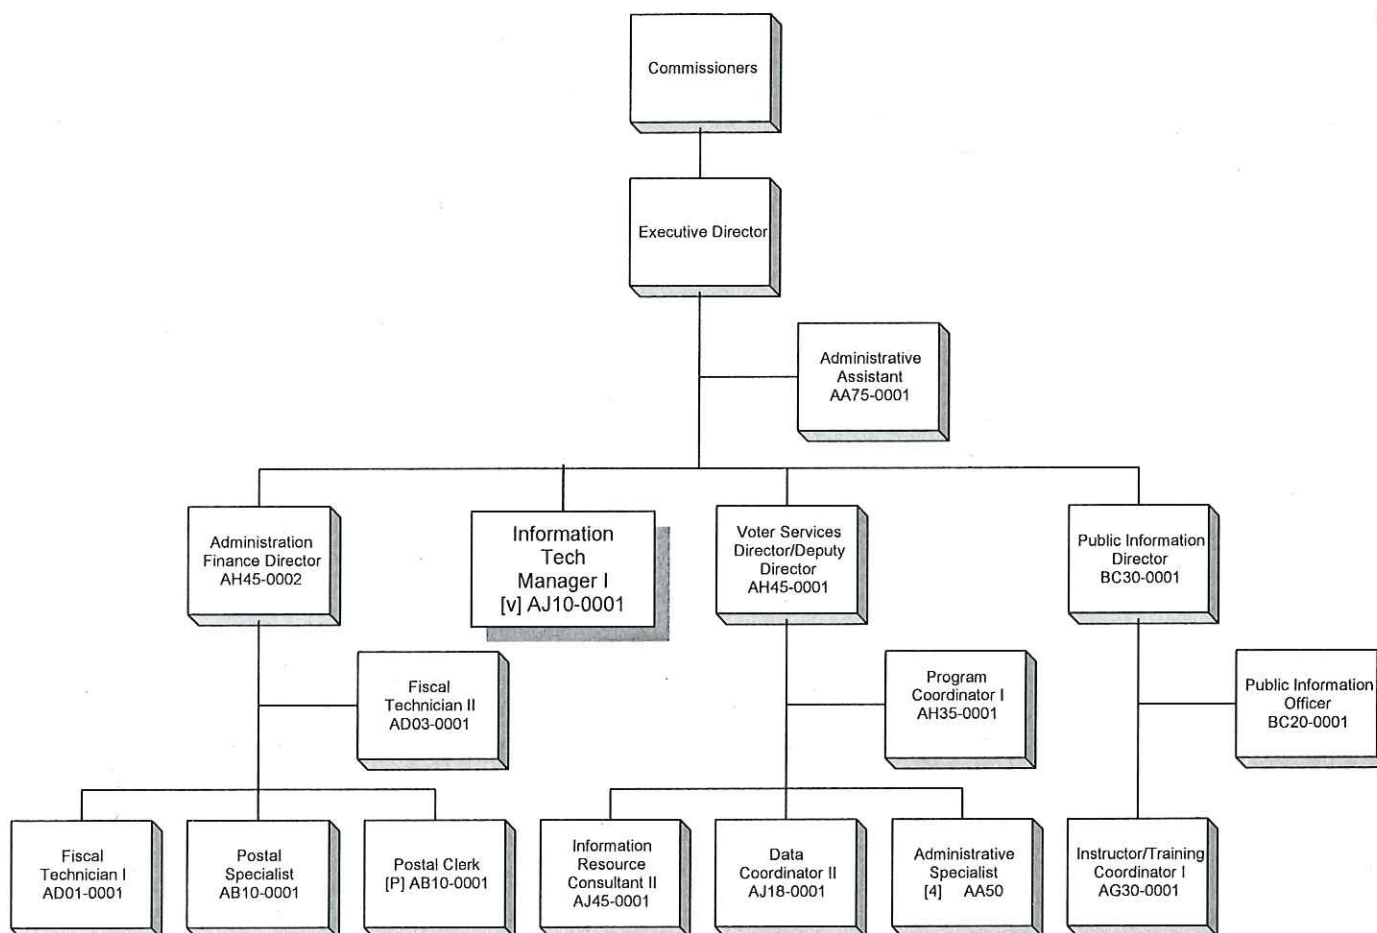 Commissioners
Executive Director
Administrative
Assistant
AA75-0001
Administration
Finance Director
AH45-0002
Information
Tech
Manager I
[v] AJ10-0001
Voter Services
Director/Deputy
Director
AH45-0001
Public Information
Director
BC30-0001
Fiscal
Technician II
AD03-0001
Program
Coordinator I
AH35-0001
Public Information
Officer
BC20-0001
Fiscal
Technician I
AD01-0001
Postal
Specialist
AB10-0001
Postal Clerk
[P] AB10-0001
Information
Resource
Consultant II
AJ45-0001
Data
Coordinator II
AJ18-0001
Administrative
Specialist
[4] AA50
Instructor/Training
Coordinator I
AG30-0001